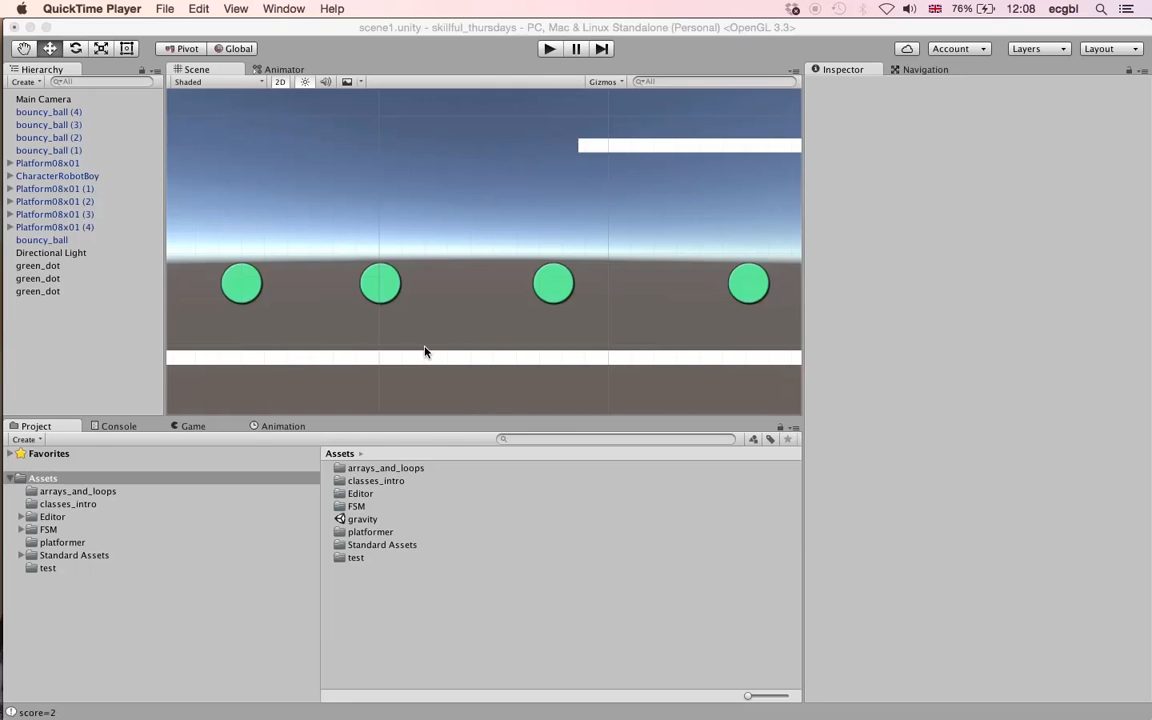 QuickTime Player File Edit View Window Help 76% 12:08 ecgbl
scene1.unity - skillful_thursdays - PC, Mac & Linux Standalone (Personal) <OpenGL 3.3>
Pivot Global Account Layers Layout
Hierarchy Scene Animator Inspector Navigation
Create All Shaded 2D Gizmos All
Main Camera
bouncy_ball (4)
bouncy_ball (3)
bouncy_ball (2)
bouncy_ball (1)
Platform08x01
CharacterRobotBoy
Platform08x01 (1)
Platform08x01 (2)
Platform08x01 (3)
Platform08x01 (4)
bouncy_ball
Directional Light
green_dot
green_dot
green_dot
Project Console Game Animation
Create
Favorites
Assets
arrays_and_loops
classes_intro
Editor
FSM
platformer
Standard Assets
test
Assets
arrays_and_loops
classes_intro
Editor
FSM
gravity
platformer
Standard Assets
test
score=2